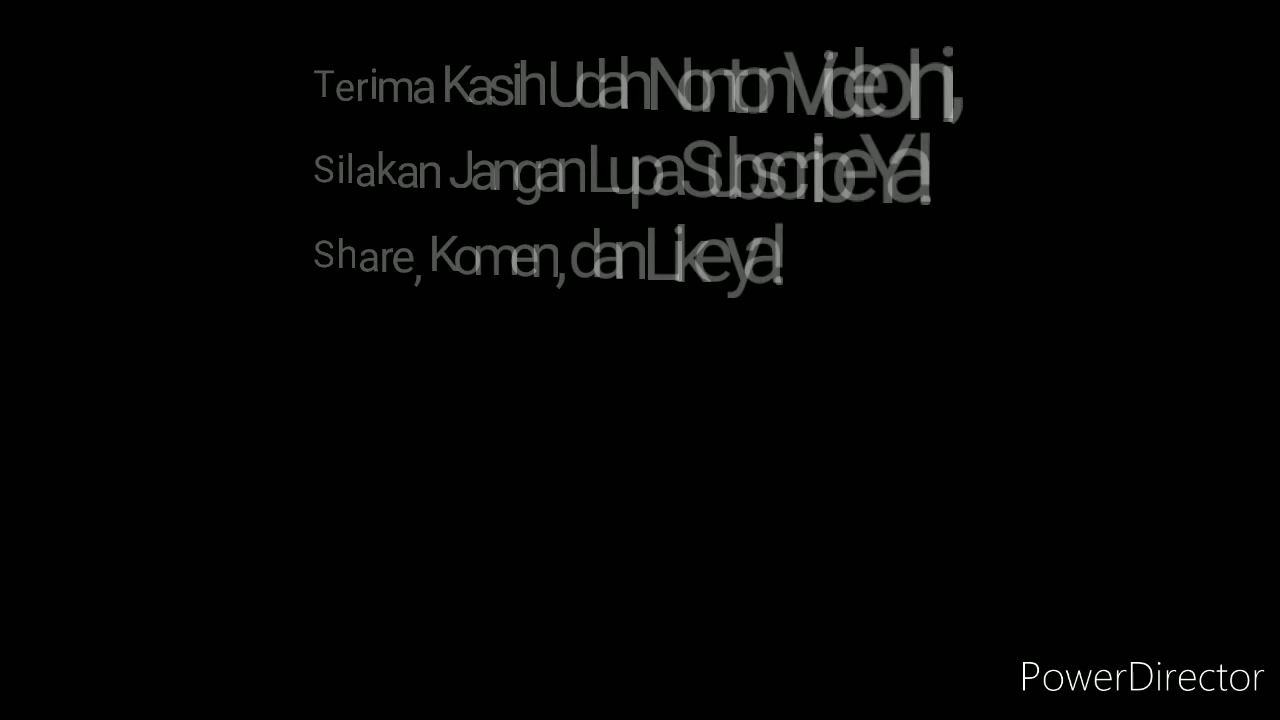 Terima Kasih Udah Nonton Video Ini,
Silakan Jangan Lupa Subscribe Ya!
Share, Komen, dan Like ya!
PowerDirector